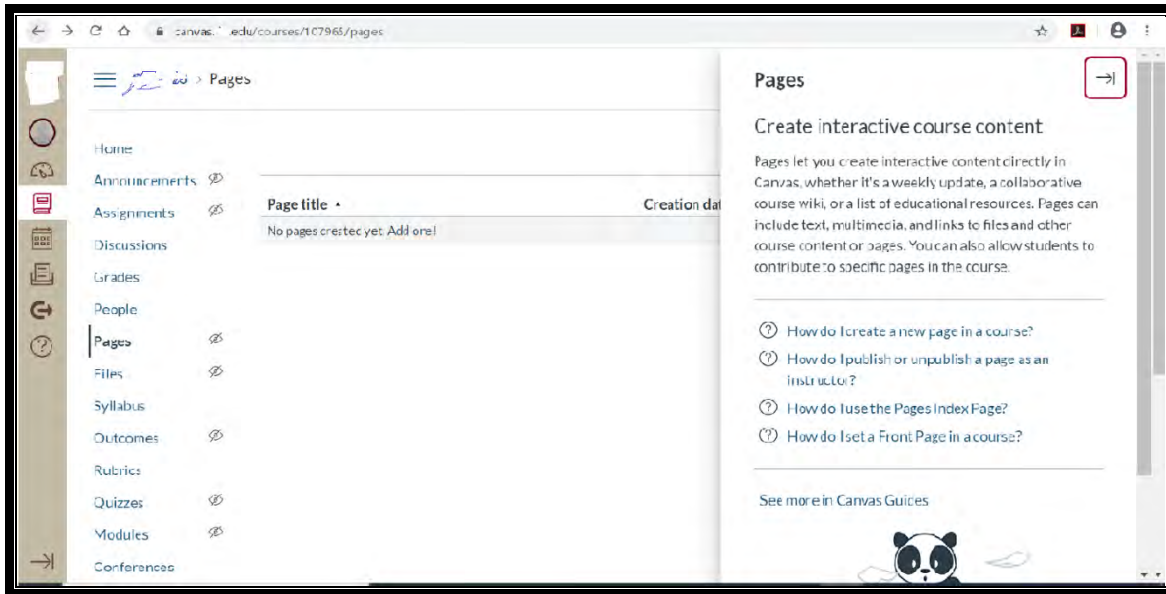 canvas. edu/courses/107965/pages
> Pages
Home
Announcements
Assignments
Discussions
Grades
People
Pages
Files
Syllabus
Outcomes
Rubrics
Quizzes
Modules
Conferences
Page title
Creation dat
No pages created yet. Add one!
Pages
Create interactive course content
Pages let you create interactive content directly in
Canvas, whether it's a weekly update, a collaborative
course wiki, or a list of educational resources. Pages can
include text, multimedia, and links to files and other
course content or pages. You can also allow students to
contribute to specific pages in the course.
How do I create a new page in a course?
How do I publish or unpublish a page as an
instructor?
How do I use the Pages Index Page?
How do I set a Front Page in a course?
See more in Canvas Guides